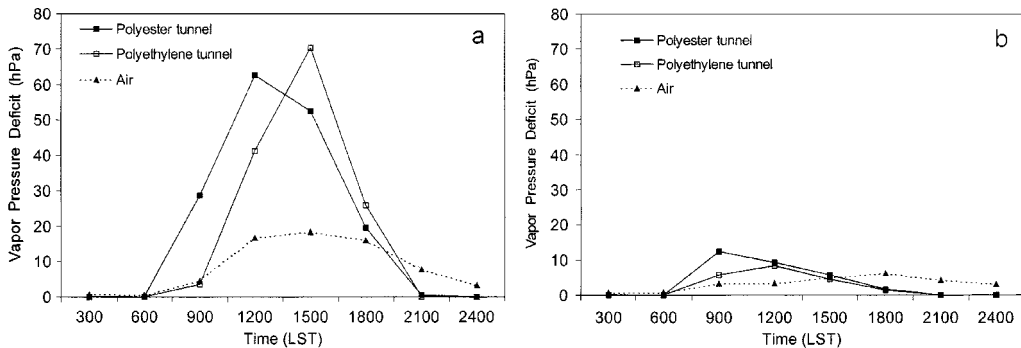 a
Polyester tunnel
Polyethylene tunnel
Air
Vapor Pressure Deficit (hPa)
80
70
60
50
40
30
20
10
0
300 600 900 1200 1500 1800 2100 2400
Time (LST)
b
Polyester tunnel
Polyethylene tunnel
Air
Vapor Pressure Deficit (hPa)
80
70
60
50
40
30
20
10
0
300 600 900 1200 1500 1800 2100 2400
Time (LST)